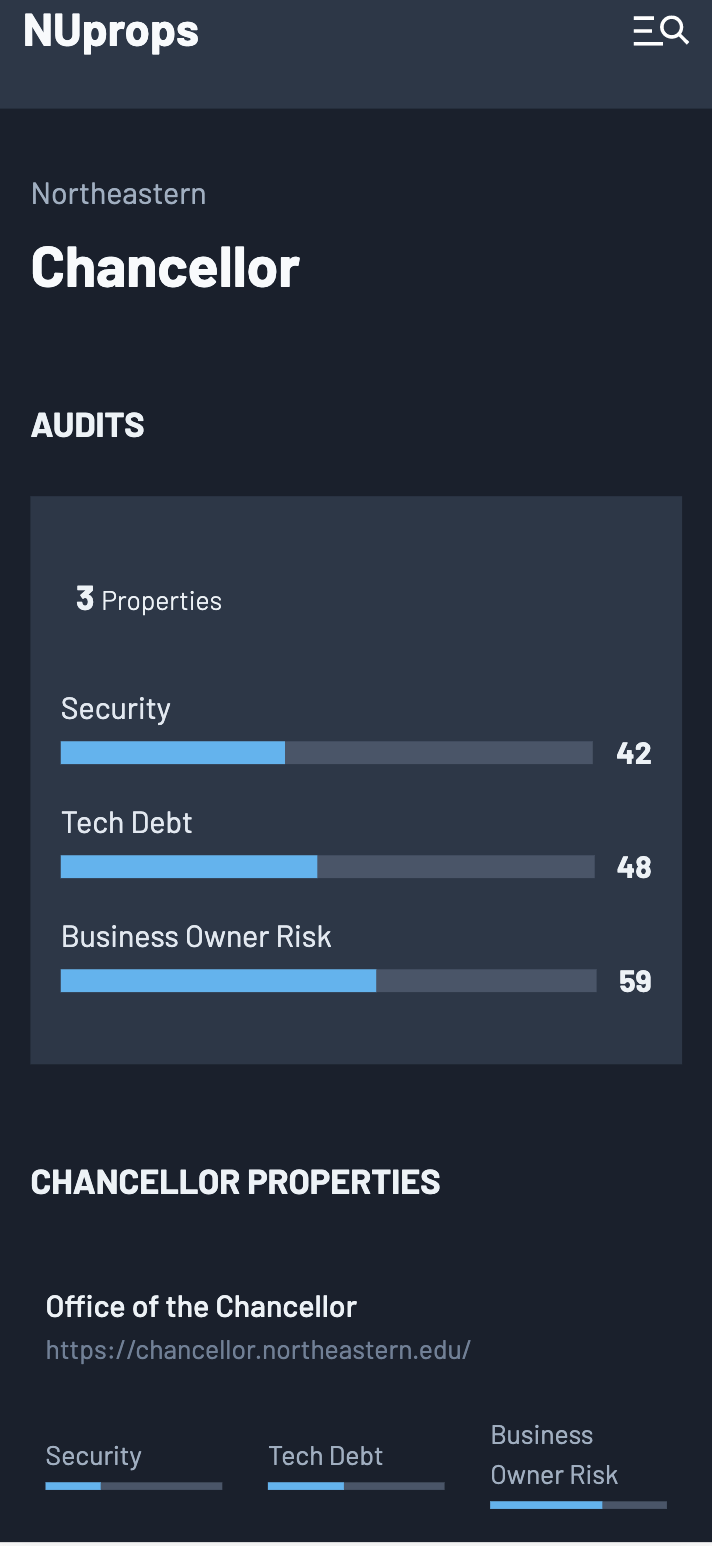 NUprops
Northeastern
Chancellor
AUDITS
3 Properties
Security
42
Tech Debt
48
Business Owner Risk
59
CHANCELLOR PROPERTIES
Office of the Chancellor
https://chancellor.northeastern.edu/
Security
Tech Debt
Business
Owner Risk